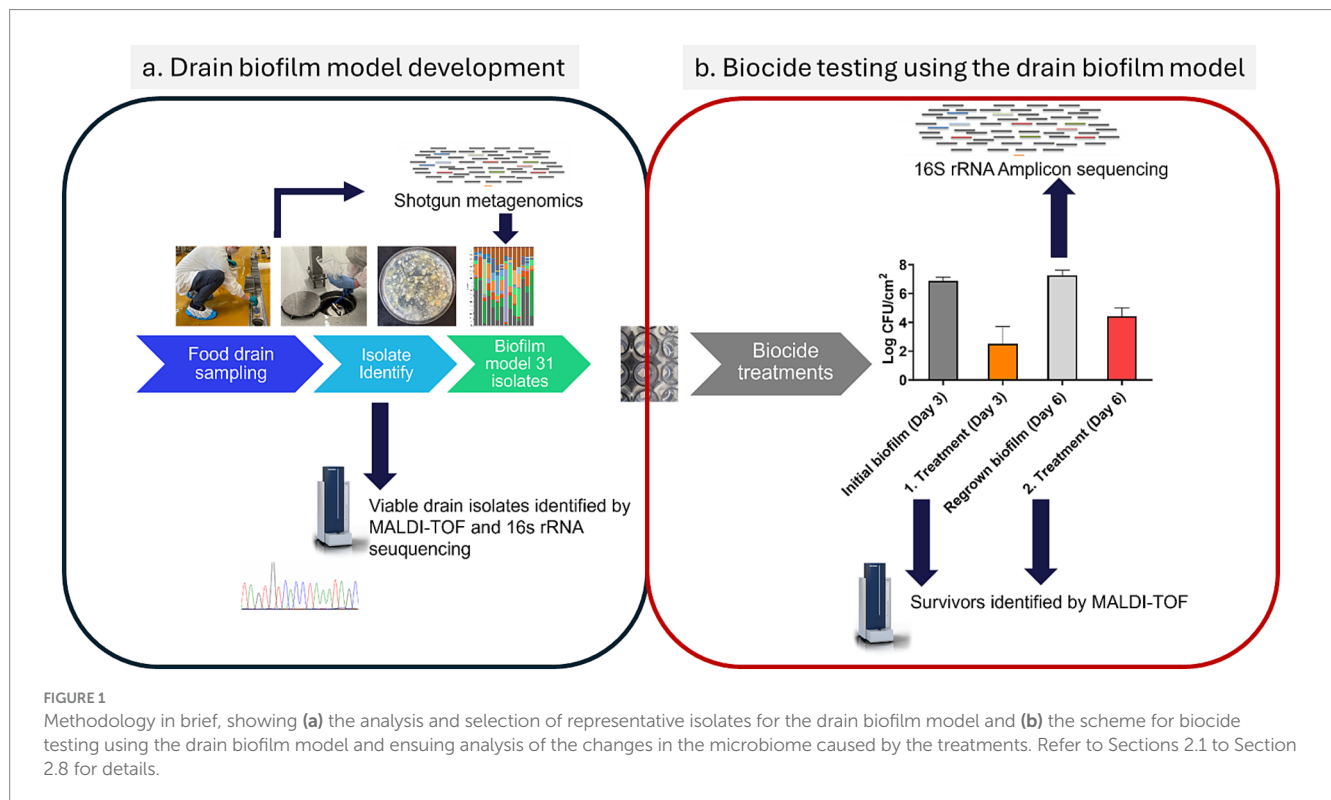 a. Drain biofilm model development
b. Biocide testing using the drain biofilm model
Shotgun metagenomics
Food drain
sampling
Isolate
Identify
Biofilm
model 31
isolates
Viable drain isolates identified by
MALDI-TOF and 16s rRNA
seuquencing
16S rRNA Amplicon sequencing
Biocide
treatments
Log CFU/cm²
8
6
4
2
0
Initial biofilm (Day 3)
1. Treatment (Day 3)
Regrown biofilm (Day 6)
2. Treatment (Day 6)
Survivors identified by MALDI-TOF
FIGURE 1
Methodology in brief, showing (a) the analysis and selection of representative isolates for the drain biofilm model and (b) the scheme for biocide
testing using the drain biofilm model and ensuing analysis of the changes in the microbiome caused by the treatments. Refer to Sections 2.1 to Section
2.8 for details.